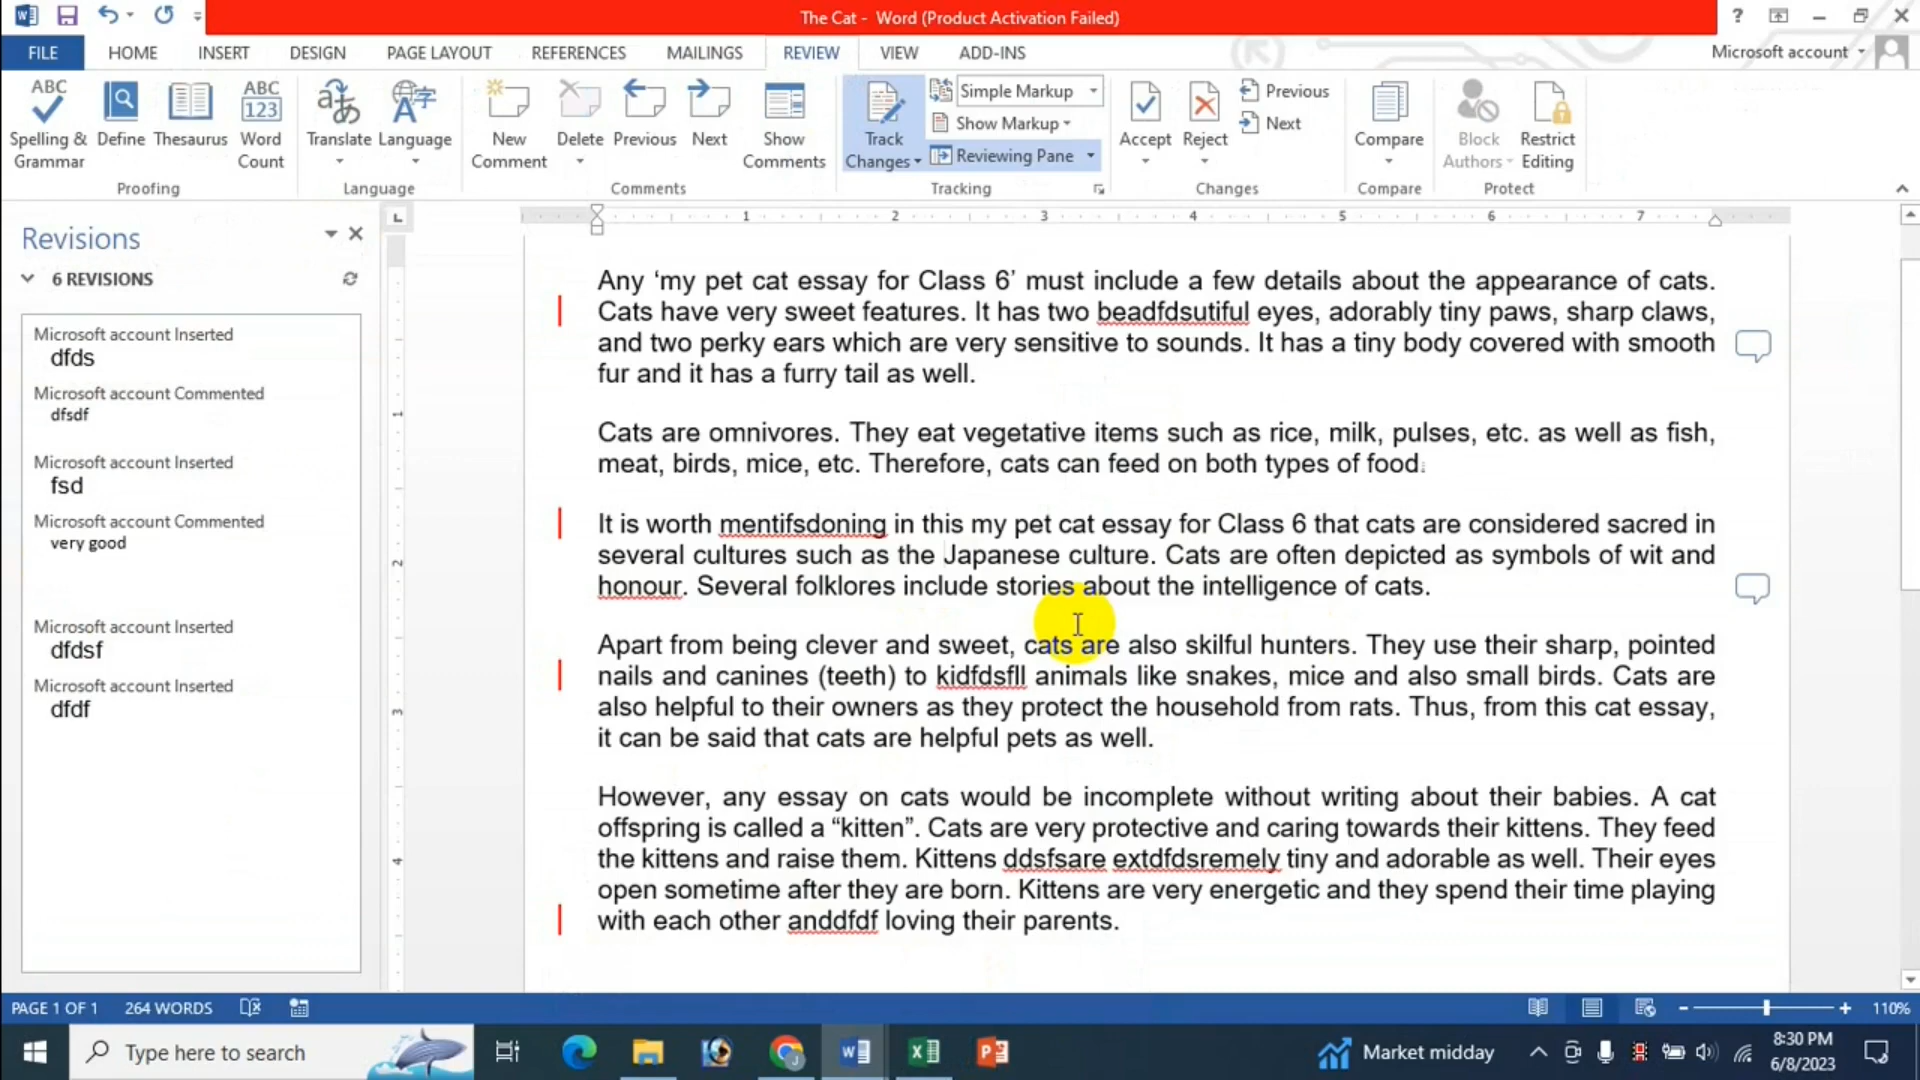 The Cat - Word (Product Activation Failed)
FILE HOME INSERT DESIGN PAGE LAYOUT REFERENCES MAILINGS REVIEW VIEW ADD-INS Microsoft account
ABC Spelling & Grammar
Define
Thesaurus
ABC 123 Word Count
Translate
Language
New Comment
Delete
Previous
Next
Show Comments
Track Changes
Simple Markup
Show Markup
Reviewing Pane
Accept
Reject
Previous
Next
Compare
Block Authors
Restrict Editing
Proofing Language Comments Tracking Changes Compare Protect
1 2 3 4 5 6 7
Revisions
6 REVISIONS
Microsoft account Inserted
dfds
Microsoft account Commented
dfsdf
Microsoft account Inserted
fsd
Microsoft account Commented
very good
Microsoft account Inserted
dfdsf
Microsoft account Inserted
dfdf
1
2
3
4
Any ‘my pet cat essay for Class 6’ must include a few details about the appearance of cats.
Cats have very sweet features. It has two beadfdsutiful eyes, adorably tiny paws, sharp claws,
and two perky ears which are very sensitive to sounds. It has a tiny body covered with smooth
fur and it has a furry tail as well.
Cats are omnivores. They eat vegetative items such as rice, milk, pulses, etc. as well as fish,
meat, birds, mice, etc. Therefore, cats can feed on both types of food.
It is worth mentifsdoning in this my pet cat essay for Class 6 that cats are considered sacred in
several cultures such as the Japanese culture. Cats are often depicted as symbols of wit and
honour. Several folklores include stories about the intelligence of cats.
Apart from being clever and sweet, cats are also skilful hunters. They use their sharp, pointed
nails and canines (teeth) to kidfdsfll animals like snakes, mice and also small birds. Cats are
also helpful to their owners as they protect the household from rats. Thus, from this cat essay,
it can be said that cats are helpful pets as well.
However, any essay on cats would be incomplete without writing about their babies. A cat
offspring is called a “kitten”. Cats are very protective and caring towards their kittens. They feed
the kittens and raise them. Kittens ddsfsare extdfdsremely tiny and adorable as well. Their eyes
open sometime after they are born. Kittens are very energetic and they spend their time playing
with each other anddfdf loving their parents.
PAGE 1 OF 1 264 WORDS 110%
Type here to search
Market midday
8:30 PM
6/8/2023